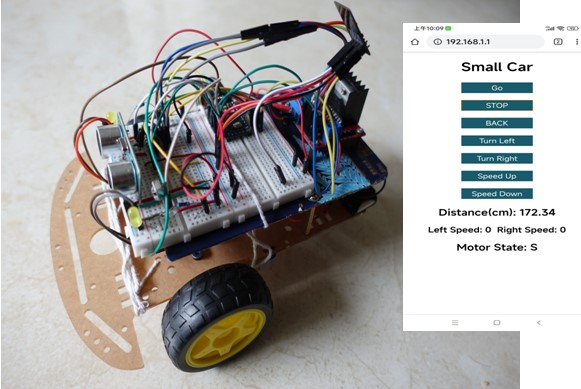 上午10:09
192.168.1.1
2
Small Car
Go
STOP
BACK
Turn Left
Turn Right
Speed Up
Speed Down
Distance(cm): 172.34
Left Speed: 0 Right Speed: 0
Motor State: S